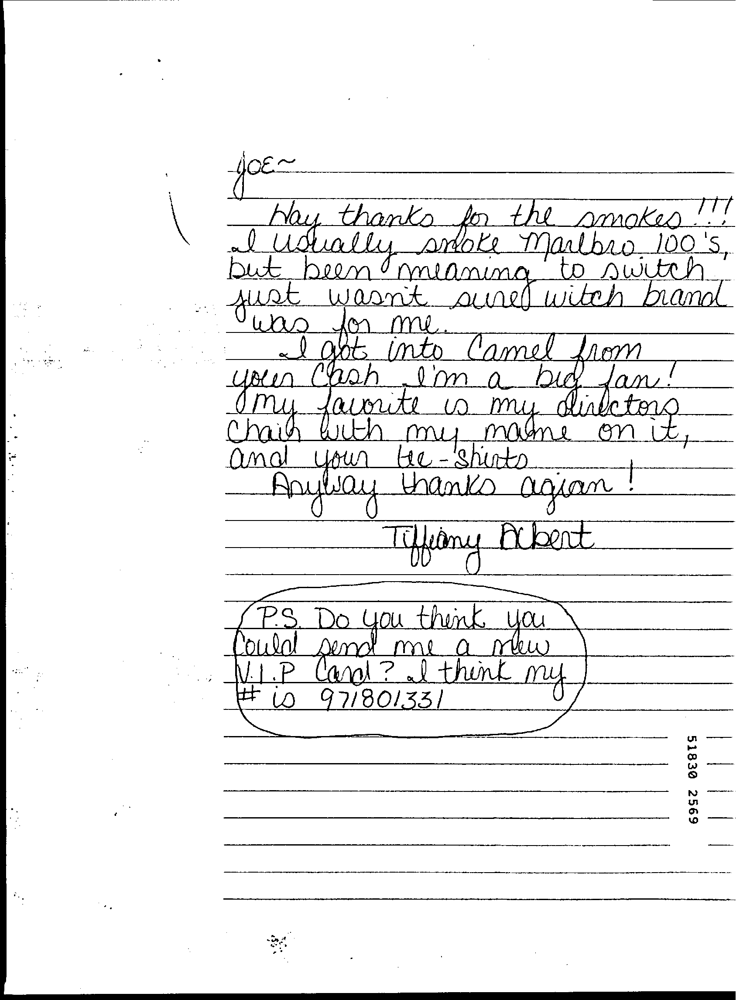 Joe~
Hay thanks for the smokes !!!
I usually smoke Marlbro 100's,
but been meaning to switch
just wasn't sure witch brand
was for me.
I got into Camel from
your Cash I'm a big fan!
My favorite is my directors
Chair with my name on it,
and your tee-shirts
Anyway thanks agian !
Tiffiany
P.S. Do you think you
Could send me a new
V.I.P Card? I think my
# is 971801331
51830 2569